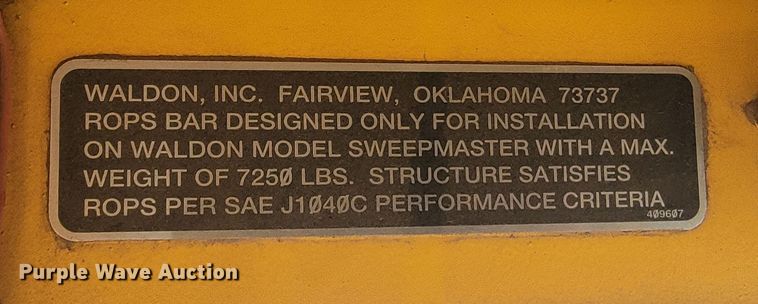 WALDON, INC. FAIRVIEW, OKLAHOMA 73737
ROPS BAR DESIGNED ONLY FOR INSTALLATION
ON WALDON MODEL SWEEPMASTER WITH A MAX.
WEIGHT OF 725Ø LBS. STRUCTURE SATISFIES
ROPS PER SAE J1Ø4ØC PERFORMANCE CRITERIA
4Ø96Ø7
Purple Wave Auction